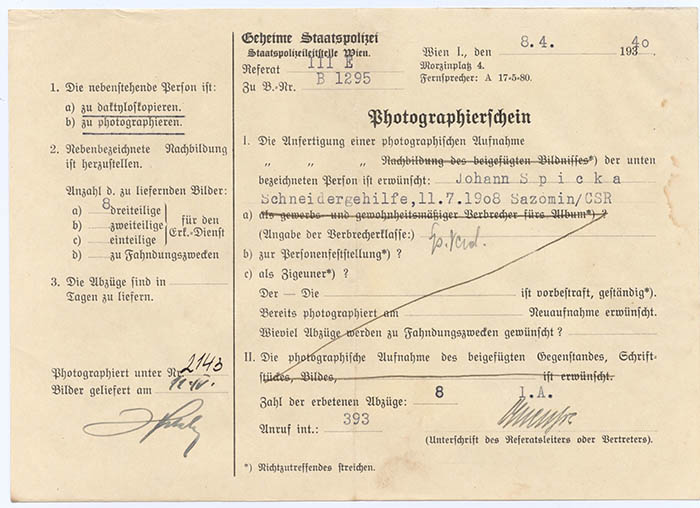 1. Die nebenstehende Person ist:
a) zu daktyloskopieren.
b) zu photographieren.
2. Nebenbezeichnete Nachbildung
ist herzustellen.
Anzahl d. zu liefernden Bilder:
a) 8 dreiteilige
b) zweiteilige
c) einteilige
für den
Erk.-Dienst
d) zu Fahndungszwecken
3. Die Abzüge sind in
Tagen zu liefern.
Photographiert unter Nr. 2143
Bilder geliefert am
Geheime Staatspolizei
Staatspolizeileitstelle Wien.
Referat III E
Zu B.-Nr. B 1295
Wien I., den 8.4. 1940
Morzinplatz 4.
Fernsprecher: A 17-5-80.
Photographierschein
I. Die Anfertigung einer photographischen Aufnahme
„ „ „ Nachbildung des beigefügten Bildnisses*) der unten
bezeichneten Person ist erwünscht: Johann Spicka
Schneidergehilfe,11.7.1908 Sazomin/CSR
a) als gewerbs- und gewohnheitsmäßiger Verbrecher fürs Album*) ?
(Angabe der Verbrecherklasse:)
b) zur Personenfeststellung*) ?
c) als Zigeuner*) ?
Der — Die ist vorbestraft, geständig*).
Bereits photographiert am Neuaufnahme erwünscht.
Wieviel Abzüge werden zu Fahndungszwecken gewünscht ?
II. Die photographische Aufnahme des beigefügten Gegenstandes, Schrift-
stückes, Bildes, ist erwünscht.
Zahl der erbetenen Abzüge: 8 I.A.
Anruf int.: 393
(Unterschrift des Referatsleiters oder Vertreters).
*) Nichtzutreffendes streichen.